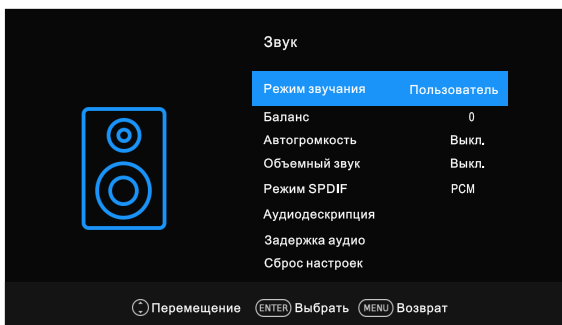 Звук
Режим звучания Пользователь
Баланс 0
Автогромкость Выкл.
Объемный звук Выкл.
Режим SPDIF PCM
Аудиодескрипция
Задержка аудио
Сброс настроек
Перемещение ENTER Выбрать MENU Возврат